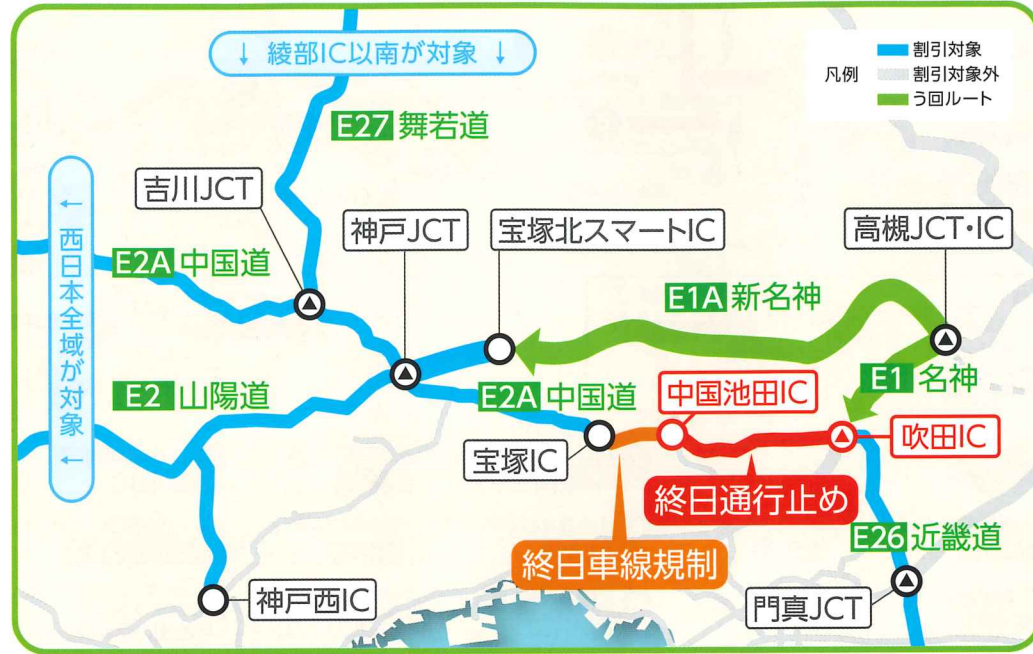 ↓ 綾部IC以南が対象 ↓
凡例
割引対象
割引対象外
う回ルート
E27 舞若道
← 西日本全域が対象 ←
吉川JCT
神戸JCT
宝塚北スマートIC
高槻JCT・IC
E2A 中国道
E1A 新名神
E2 山陽道
E2A 中国道
中国池田IC
E1 名神
宝塚IC
吹田IC
終日通行止め
終日車線規制
E26 近畿道
神戸西IC
門真JCT